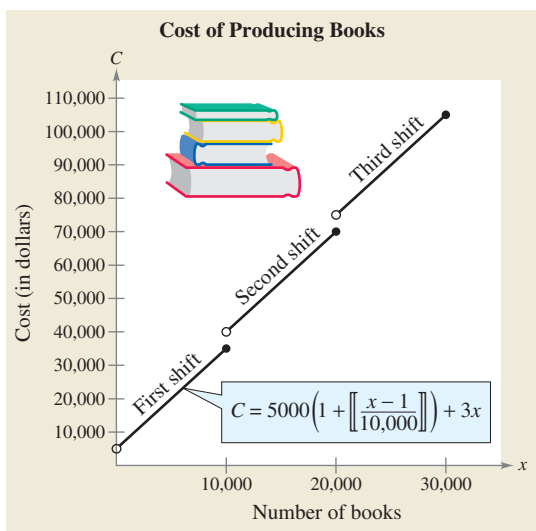 Cost of Producing Books
C
110,000
100,000
90,000
80,000
70,000
60,000
50,000
40,000
30,000
20,000
10,000
Cost (in dollars)
First shift
Second shift
Third shift
C = 5000(1 + ⟦(x − 1)/10,000⟧) + 3x
x
10,000 20,000 30,000
Number of books